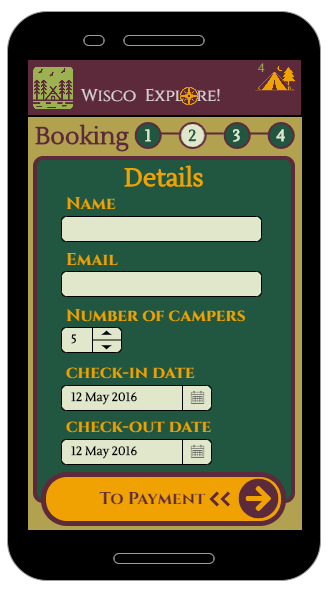 4
Wisco Explore!
Booking 1 2 3 4
Details
Name
Email
Number of campers
5
check-in date
12 May 2016
check-out date
12 May 2016
To Payment <<